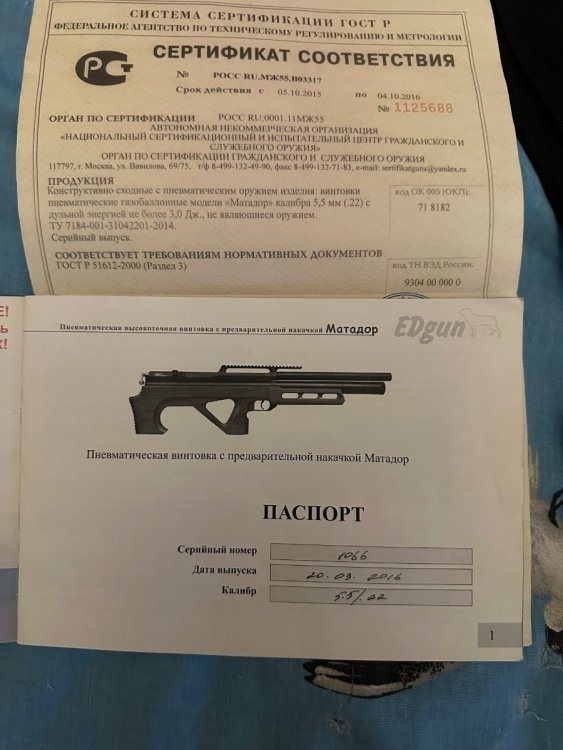 СИСТЕМА СЕРТИФИКАЦИИ ГОСТ Р
ФЕДЕРАЛЬНОЕ АГЕНТСТВО ПО ТЕХНИЧЕСКОМУ РЕГУЛИРОВАНИЮ И МЕТРОЛОГИИ
СЕРТИФИКАТ СООТВЕТСТВИЯ
№ РОСС RU.МЖ55.Н03317
Срок действия с 05.10.2015 по 04.10.2016
№ 1125688
ОРГАН ПО СЕРТИФИКАЦИИ РОСС RU.0001.11МЖ55
АВТОНОМНАЯ НЕКОММЕРЧЕСКАЯ ОРГАНИЗАЦИЯ
«НАЦИОНАЛЬНЫЙ СЕРТИФИКАЦИОННЫЙ И ИСПЫТАТЕЛЬНЫЙ ЦЕНТР ГРАЖДАНСКОГО И
СЛУЖЕБНОГО ОРУЖИЯ»
ОРГАН ПО СЕРТИФИКАЦИИ ГРАЖДАНСКОГО И СЛУЖЕБНОГО ОРУЖИЯ
117797, г. Москва, ул. Вавилова, 69/75, т/ф 8-499-132-49-90, факс 8-499-132-71-83, e-mail: sertifikatguns@yandex.ru
ПРОДУКЦИЯ
Конструктивно сходные с пневматическим оружием изделия: винтовки
пневматические газобаллонные модели «Матадор» калибра 5,5 мм (.22) с
дульной энергией не более 3,0 Дж., не являющиеся оружием.
ТУ 7184-001-31042201-2014.
Серийный выпуск.
код ОК 005 (ОКП):
71 8182
СООТВЕТСТВУЕТ ТРЕБОВАНИЯМ НОРМАТИВНЫХ ДОКУМЕНТОВ
ГОСТ Р 51612-2000 (Раздел 3)
код ТН ВЭД России:
9304 00 000 0
Пневматическая высокоточная винтовка с предварительной накачкой Матадор
EDgun
Пневматическая винтовка с предварительной накачкой Матадор
ПАСПОРТ
Серийный номер 1066
Дата выпуска 20.03.2016
Калибр 5.5/.22
1